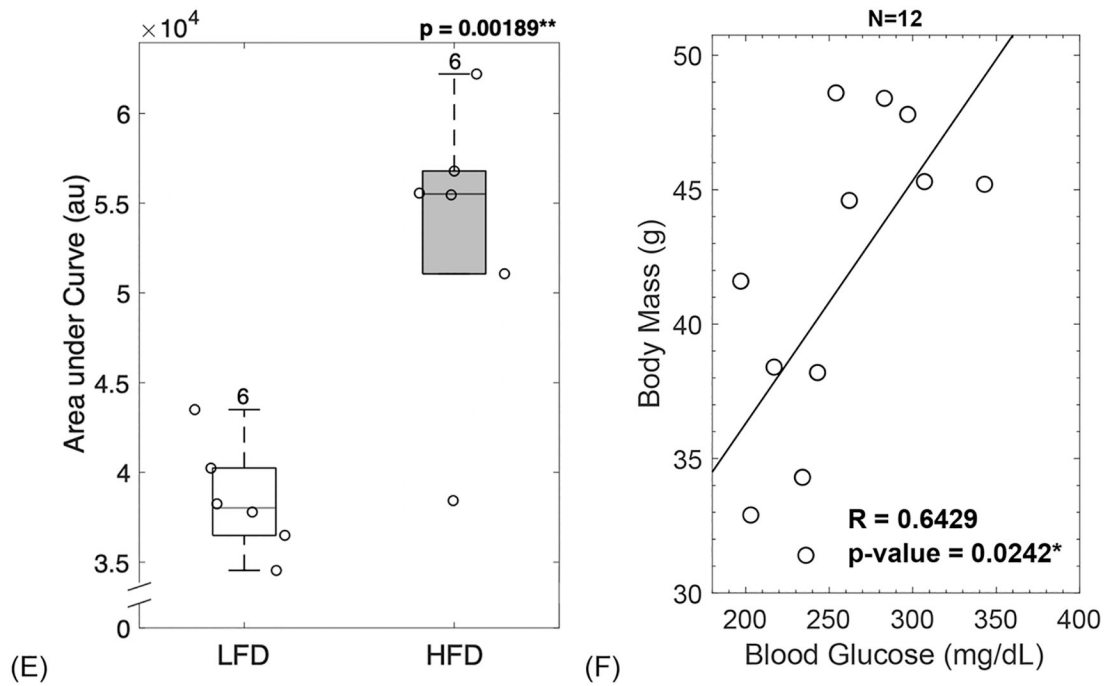 × 10⁴
p = 0.00189**
6
6
6
5.5
5
4.5
4
3.5
0
Area under Curve (au)
LFD
HFD
(E)
N=12
50
45
40
35
30
Body Mass (g)
R = 0.6429
p-value = 0.0242*
200
250
300
350
400
Blood Glucose (mg/dL)
(F)